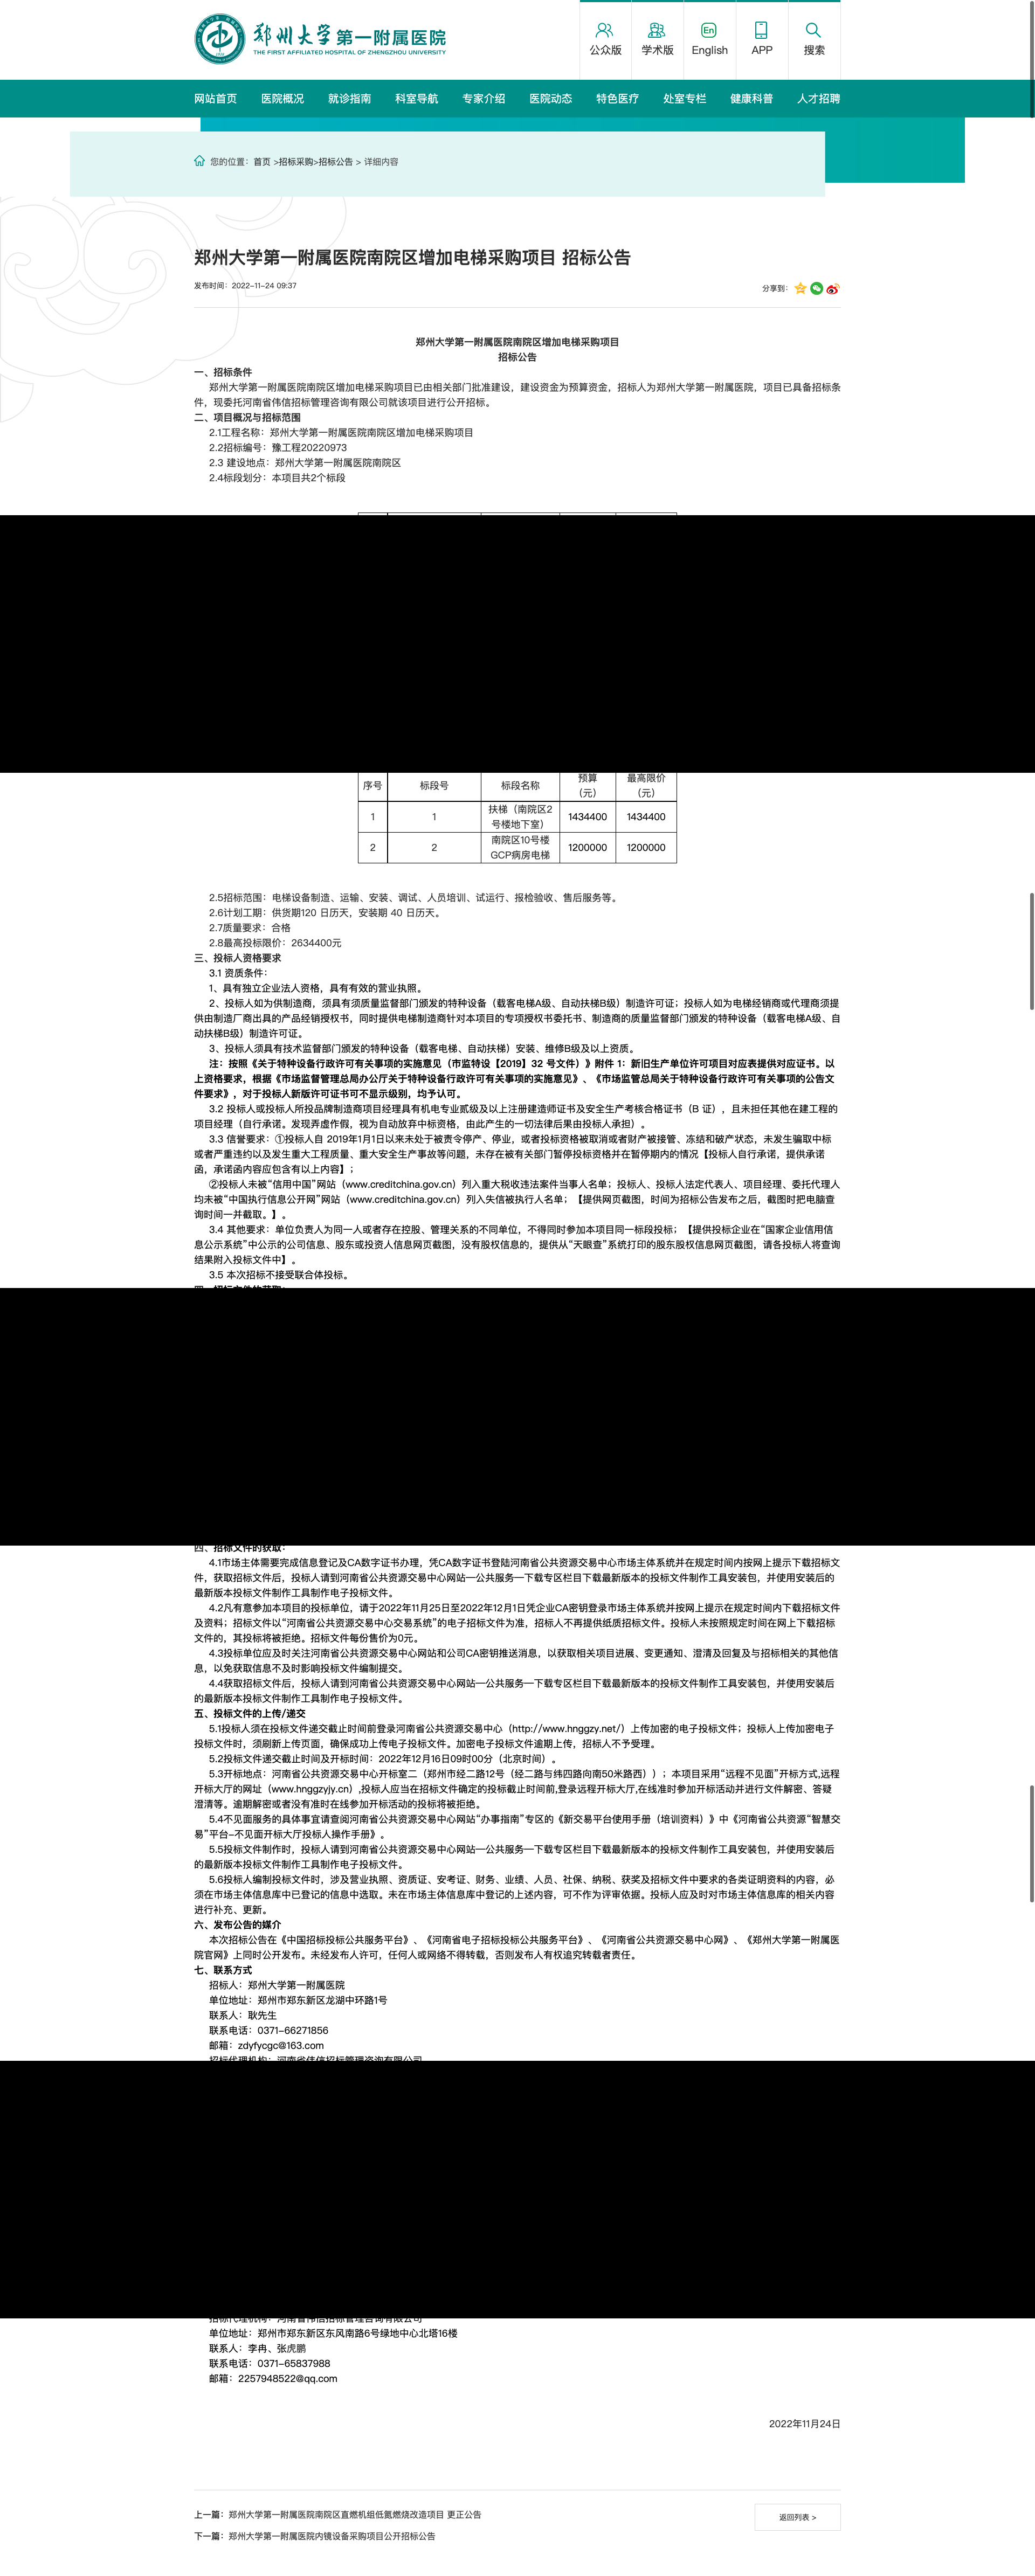 郑州大学第一附属医院
THE FIRST AFFILIATED HOSPITAL OF ZHENGZHOU UNIVERSITY
公众版
学术版
En
English
APP
搜索
网站首页 医院概况 就诊指南 科室导航 专家介绍 医院动态 特色医疗 处室专栏 健康科普 人才招聘
您的位置：首页 >招标采购>招标公告 > 详细内容
郑州大学第一附属医院南院区增加电梯采购项目 招标公告
发布时间：2022-11-24 09:37
分享到：
郑州大学第一附属医院南院区增加电梯采购项目
招标公告
一、招标条件
郑州大学第一附属医院南院区增加电梯采购项目已由相关部门批准建设，建设资金为预算资金，招标人为郑州大学第一附属医院，项目已具备招标条
件，现委托河南省伟信招标管理咨询有限公司就该项目进行公开招标。
二、项目概况与招标范围
2.1工程名称：郑州大学第一附属医院南院区增加电梯采购项目
2.2招标编号：豫工程20220973
2.3 建设地点：郑州大学第一附属医院南院区
2.4标段划分：本项目共2个标段
序号 标段号 标段名称 预算（元） 最高限价（元）
1 1 扶梯（南院区2号楼地下室） 1434400 1434400
2 2 南院区10号楼GCP病房电梯 1200000 1200000
2.5招标范围：电梯设备制造、运输、安装、调试、人员培训、试运行、报检验收、售后服务等。
2.6计划工期：供货期120 日历天，安装期 40 日历天。
2.7质量要求：合格
2.8最高投标限价：2634400元
三、投标人资格要求
3.1 资质条件：
1、具有独立企业法人资格，具有有效的营业执照。
2、投标人如为供制造商，须具有须质量监督部门颁发的特种设备（载客电梯A级、自动扶梯B级）制造许可证；投标人如为电梯经销商或代理商须提
供由制造厂商出具的产品经销授权书，同时提供电梯制造商针对本项目的专项授权书委托书、制造商的质量监督部门颁发的特种设备（载客电梯A级、自
动扶梯B级）制造许可证。
3、投标人须具有技术监督部门颁发的特种设备（载客电梯、自动扶梯）安装、维修B级及以上资质。
注：按照《关于特种设备行政许可有关事项的实施意见（市监特设【2019】32 号文件）》附件 1：新旧生产单位许可项目对应表提供对应证书。以
上资格要求，根据《市场监督管理总局办公厅关于特种设备行政许可有关事项的实施意见》、《市场监管总局关于特种设备行政许可有关事项的公告文
件要求》，对于投标人新版许可证书可不显示级别，均予认可。
3.2 投标人或投标人所投品牌制造商项目经理具有机电专业贰级及以上注册建造师证书及安全生产考核合格证书（B 证），且未担任其他在建工程的
项目经理（自行承诺。发现弄虚作假，视为自动放弃中标资格，由此产生的一切法律后果由投标人承担）。
3.3 信誉要求：①投标人自 2019年1月1日以来未处于被责令停产、停业，或者投标资格被取消或者财产被接管、冻结和破产状态，未发生骗取中标
或者严重违约以及发生重大工程质量、重大安全生产事故等问题，未存在被有关部门暂停投标资格并在暂停期内的情况【投标人自行承诺，提供承诺
函，承诺函内容应包含有以上内容】；
②投标人未被“信用中国”网站（www.creditchina.gov.cn）列入重大税收违法案件当事人名单；投标人、投标人法定代表人、项目经理、委托代理人
均未被“中国执行信息公开网”网站（www.creditchina.gov.cn）列入失信被执行人名单；【提供网页截图，时间为招标公告发布之后，截图时把电脑查
询时间一并截取。】。
3.4 其他要求：单位负责人为同一人或者存在控股、管理关系的不同单位，不得同时参加本项目同一标段投标；【提供投标企业在“国家企业信用信
息公示系统”中公示的公司信息、股东或投资人信息网页截图，没有股权信息的，提供从“天眼查”系统打印的股东股权信息网页截图，请各投标人将查询
结果附入投标文件中】。
3.5 本次招标不接受联合体投标。
四、招标文件的获取：
4.1市场主体需要完成信息登记及CA数字证书办理，凭CA数字证书登陆河南省公共资源交易中心市场主体系统并在规定时间内按网上提示下载招标文
件，获取招标文件后，投标人请到河南省公共资源交易中心网站—公共服务—下载专区栏目下载最新版本的投标文件制作工具安装包，并使用安装后的
最新版本投标文件制作工具制作电子投标文件。
4.2凡有意参加本项目的投标单位，请于2022年11月25日至2022年12月1日凭企业CA密钥登录市场主体系统并按网上提示在规定时间内下载招标文件
及资料；招标文件以“河南省公共资源交易中心交易系统”的电子招标文件为准，招标人不再提供纸质招标文件。投标人未按照规定时间在网上下载招标
文件的，其投标将被拒绝。招标文件每份售价为0元。
4.3投标单位应及时关注河南省公共资源交易中心网站和公司CA密钥推送消息，以获取相关项目进展、变更通知、澄清及回复及与招标相关的其他信
息，以免获取信息不及时影响投标文件编制提交。
4.4获取招标文件后，投标人请到河南省公共资源交易中心网站—公共服务—下载专区栏目下载最新版本的投标文件制作工具安装包，并使用安装后
的最新版本投标文件制作工具制作电子投标文件。
五、投标文件的上传/递交
5.1投标人须在投标文件递交截止时间前登录河南省公共资源交易中心（http://www.hnggzy.net/）上传加密的电子投标文件；投标人上传加密电子
投标文件时，须刷新上传页面，确保成功上传电子投标文件。加密电子投标文件逾期上传，招标人不予受理。
5.2投标文件递交截止时间及开标时间：2022年12月16日09时00分（北京时间）。
5.3开标地点：河南省公共资源交易中心开标室二（郑州市经二路12号（经二路与纬四路向南50米路西））；本项目采用“远程不见面”开标方式,远程
开标大厅的网址（www.hnggzyjy.cn）,投标人应当在招标文件确定的投标截止时间前,登录远程开标大厅,在线准时参加开标活动并进行文件解密、答疑
澄清等。逾期解密或者没有准时在线参加开标活动的投标将被拒绝。
5.4不见面服务的具体事宜请查阅河南省公共资源交易中心网站“办事指南”专区的《新交易平台使用手册（培训资料）》中《河南省公共资源“智慧交
易”平台-不见面开标大厅投标人操作手册》。
5.5投标文件制作时，投标人请到河南省公共资源交易中心网站—公共服务—下载专区栏目下载最新版本的投标文件制作工具安装包，并使用安装后
的最新版本投标文件制作工具制作电子投标文件。
5.6投标人编制投标文件时，涉及营业执照、资质证、安考证、财务、业绩、人员、社保、纳税、获奖及招标文件中要求的各类证明资料的内容，必
须在市场主体信息库中已登记的信息中选取。未在市场主体信息库中登记的上述内容，可不作为评审依据。投标人应及时对市场主体信息库的相关内容
进行补充、更新。
六、发布公告的媒介
本次招标公告在《中国招标投标公共服务平台》、《河南省电子招标投标公共服务平台》、《河南省公共资源交易中心网》、《郑州大学第一附属医
院官网》上同时公开发布。未经发布人许可，任何人或网络不得转载，否则发布人有权追究转载者责任。
七、联系方式
招标人：郑州大学第一附属医院
单位地址：郑州市郑东新区龙湖中环路1号
联系人：耿先生
联系电话：0371-66271856
邮箱：zdyfycgc@163.com
招标代理机构：河南省伟信招标管理咨询有限公司
单位地址：郑州市郑东新区东风南路6号绿地中心北塔16楼
联系人：李冉、张虎鹏
联系电话：0371-65837988
邮箱：2257948522@qq.com
2022年11月24日
上一篇：郑州大学第一附属医院南院区直燃机组低氮燃烧改造项目 更正公告
返回列表 >
下一篇：郑州大学第一附属医院内镜设备采购项目公开招标公告